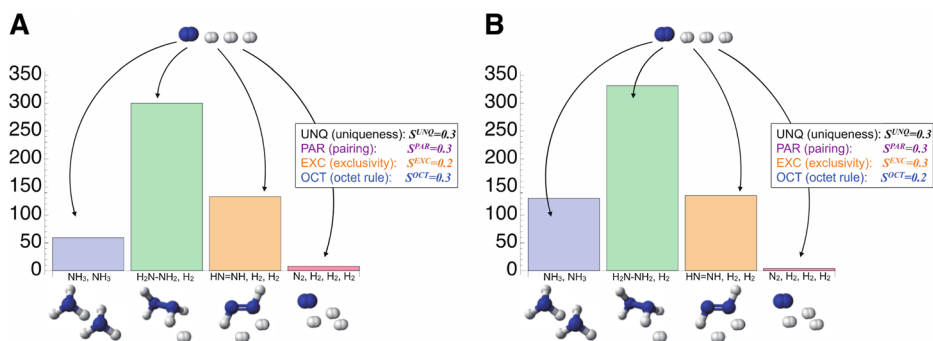 A
350
300
250
200
150
100
50
0
UNQ (uniqueness): S^UNQ=0.3
PAR (pairing): S^PAR=0.3
EXC (exclusivity): S^EXC=0.2
OCT (octet rule): S^OCT=0.3
NH₃, NH₃
H₂N-NH₂, H₂
HN=NH, H₂, H₂
N₂, H₂, H₂, H₂
B
350
300
250
200
150
100
50
0
UNQ (uniqueness): S^UNQ=0.3
PAR (pairing): S^PAR=0.3
EXC (exclusivity): S^EXC=0.3
OCT (octet rule): S^OCT=0.2
NH₃, NH₃
H₂N-NH₂, H₂
HN=NH, H₂, H₂
N₂, H₂, H₂, H₂